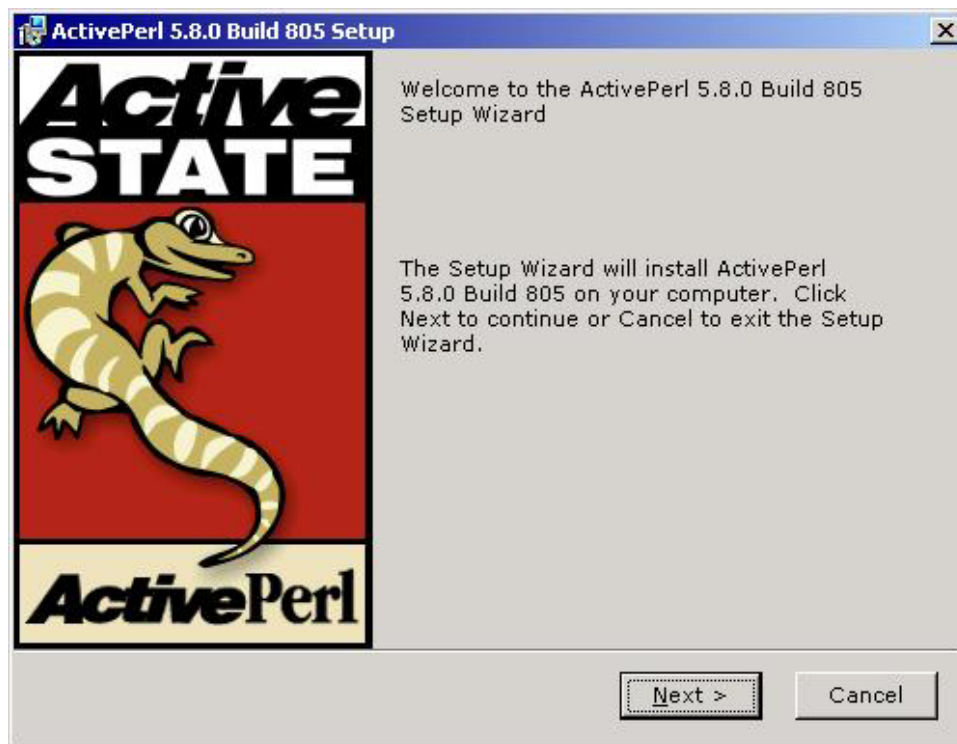 ActivePerl 5.8.0 Build 805 Setup
Active
STATE
Welcome to the ActivePerl 5.8.0 Build 805
Setup Wizard
The Setup Wizard will install ActivePerl
5.8.0 Build 805 on your computer.  Click
Next to continue or Cancel to exit the Setup
Wizard.
ActivePerl
Next >
Cancel